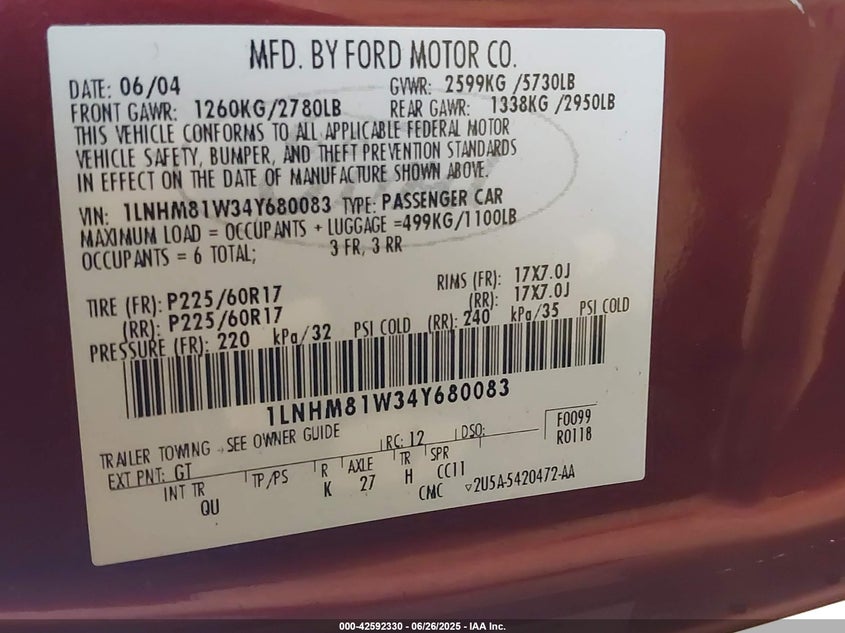 MFD. BY FORD MOTOR CO.
DATE: 06/04 GVWR: 2599KG /5730LB
FRONT GAWR: 1260KG/2780LB REAR GAWR: 1338KG /2950LB
THIS VEHICLE CONFORMS TO ALL APPLICABLE FEDERAL MOTOR
VEHICLE SAFETY, BUMPER, AND THEFT PREVENTION STANDARDS
IN EFFECT ON THE DATE OF MANUFACTURE SHOWN ABOVE.
VIN: 1LNHM81W34Y680083 TYPE: PASSENGER CAR
MAXIMUM LOAD = OCCUPANTS + LUGGAGE =499KG/1100LB
OCCUPANTS = 6 TOTAL; 3 FR, 3 RR
TIRE (FR): P225/60R17 RIMS (FR): 17X7.0J
(RR): P225/60R17 (RR): 17X7.0J
PRESSURE (FR): 220 kPa/32 PSI COLD (RR): 240 kPa/35 PSI COLD
1LNHM81W34Y680083
TRAILER TOWING - SEE OWNER GUIDE RC: 12 DSO: F0099
R0118
EXT PNT: GT
INT TR TP/PS R AXLE TR SPR
QU K 27 H CC11
CMC ▽2U5A-5420472-AA
000-42592330 - 06/26/2025 - IAA Inc.